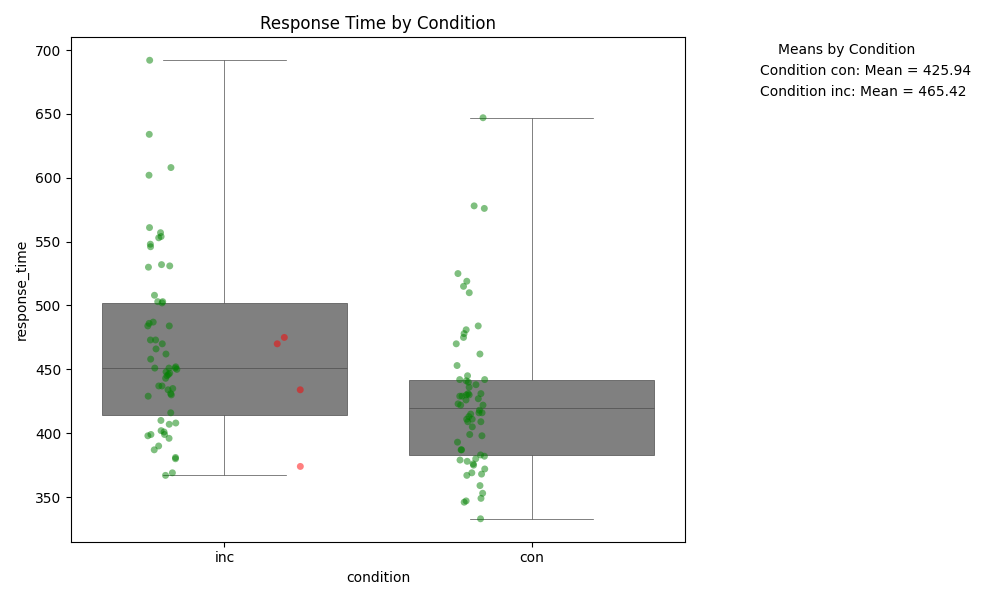 Response Time by Condition
Means by Condition
Condition con: Mean = 425.94
Condition inc: Mean = 465.42
response_time
700
650
600
550
500
450
400
350
inc
con
condition